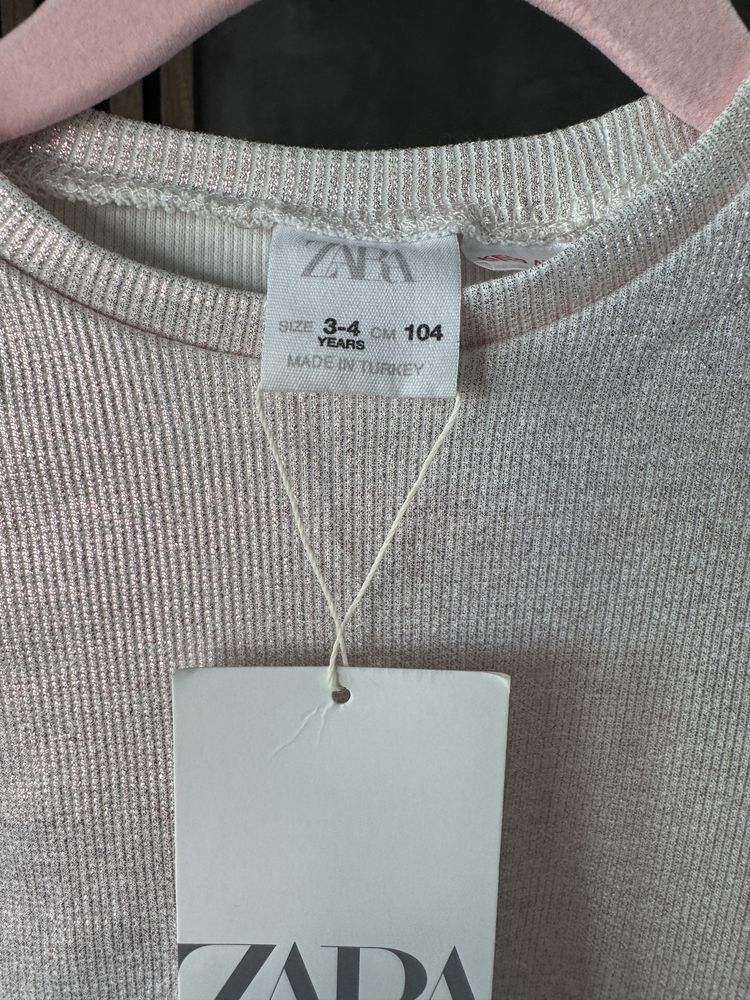 ZARA
SIZE 3-4 CM 104
YEARS
MADE IN TURKEY
ZARA